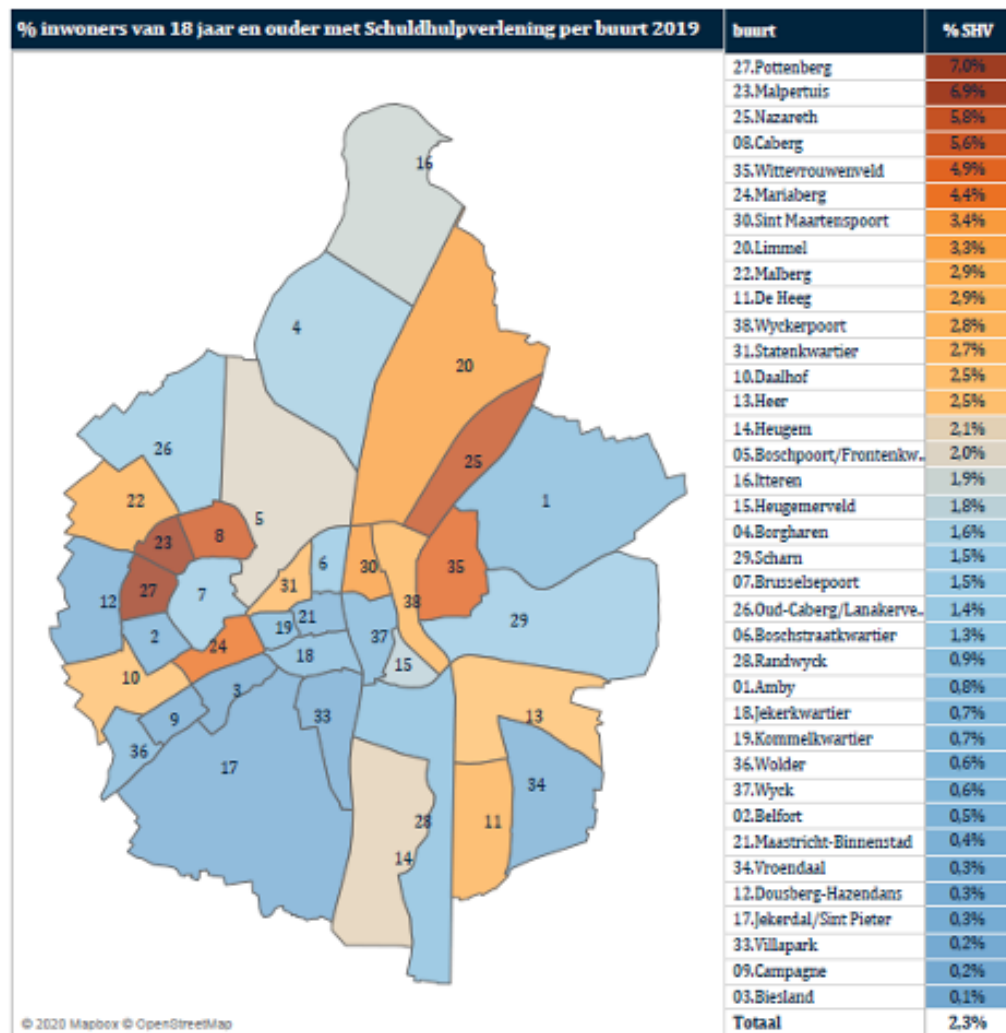 % inwoners van 18 jaar en ouder met Schuldhulpverlening per buurt 2019
buurt % SHV
27.Pottenberg 7,0%
23.Malpertuis 6,9%
25.Nazareth 5,8%
08.Caberg 5,6%
35.Wittevrouwenveld 4,9%
24.Mariaberg 4,4%
30.Sint Maartenspoort 3,4%
20.Limmel 3,3%
22.Malberg 2,9%
11.De Heeg 2,9%
38.Wyckerpoort 2,8%
31.Statenkwartier 2,7%
10.Daalhof 2,5%
13.Heer 2,5%
14.Heugem 2,1%
05.Boschpoort/Frontenkw.. 2,0%
16.Itteren 1,9%
15.Heugemerveld 1,8%
04.Borgharen 1,6%
29.Scharn 1,5%
07.Brusselsepoort 1,5%
26.Oud-Caberg/Lanakerve.. 1,4%
06.Boschstraatkwartier 1,3%
28.Randwyck 0,9%
01.Amby 0,8%
18.Jekerkwartier 0,7%
19.Kommelkwartier 0,7%
36.Wolder 0,6%
37.Wyck 0,6%
02.Belfort 0,5%
21.Maastricht-Binnenstad 0,4%
34.Vroendaal 0,3%
12.Dousberg-Hazendans 0,3%
17.Jekerdal/Sint Pieter 0,3%
33.Villapark 0,2%
09.Campagne 0,2%
03.Biesland 0,1%
Totaal 2,3%
16
4
20
26
25
22
1
5
8
23
6
30
35
27
31
7
12
38
21
29
2
19
37
24
18
15
10
3
9
33
13
36
17
34
28
11
14
© 2020 Mapbox © OpenStreetMap